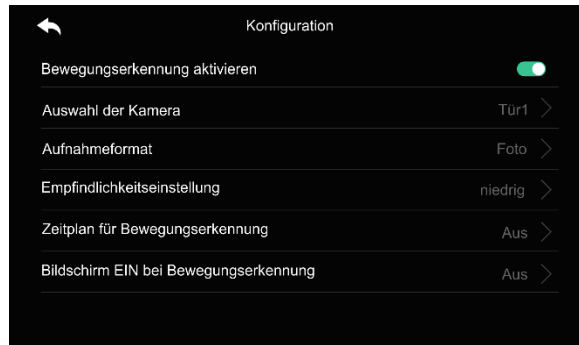 Konfiguration
Bewegungserkennung aktivieren
Auswahl der Kamera Tür1
Aufnahmeformat Foto
Empfindlichkeitseinstellung niedrig
Zeitplan für Bewegungserkennung Aus
Bildschirm EIN bei Bewegungserkennung Aus